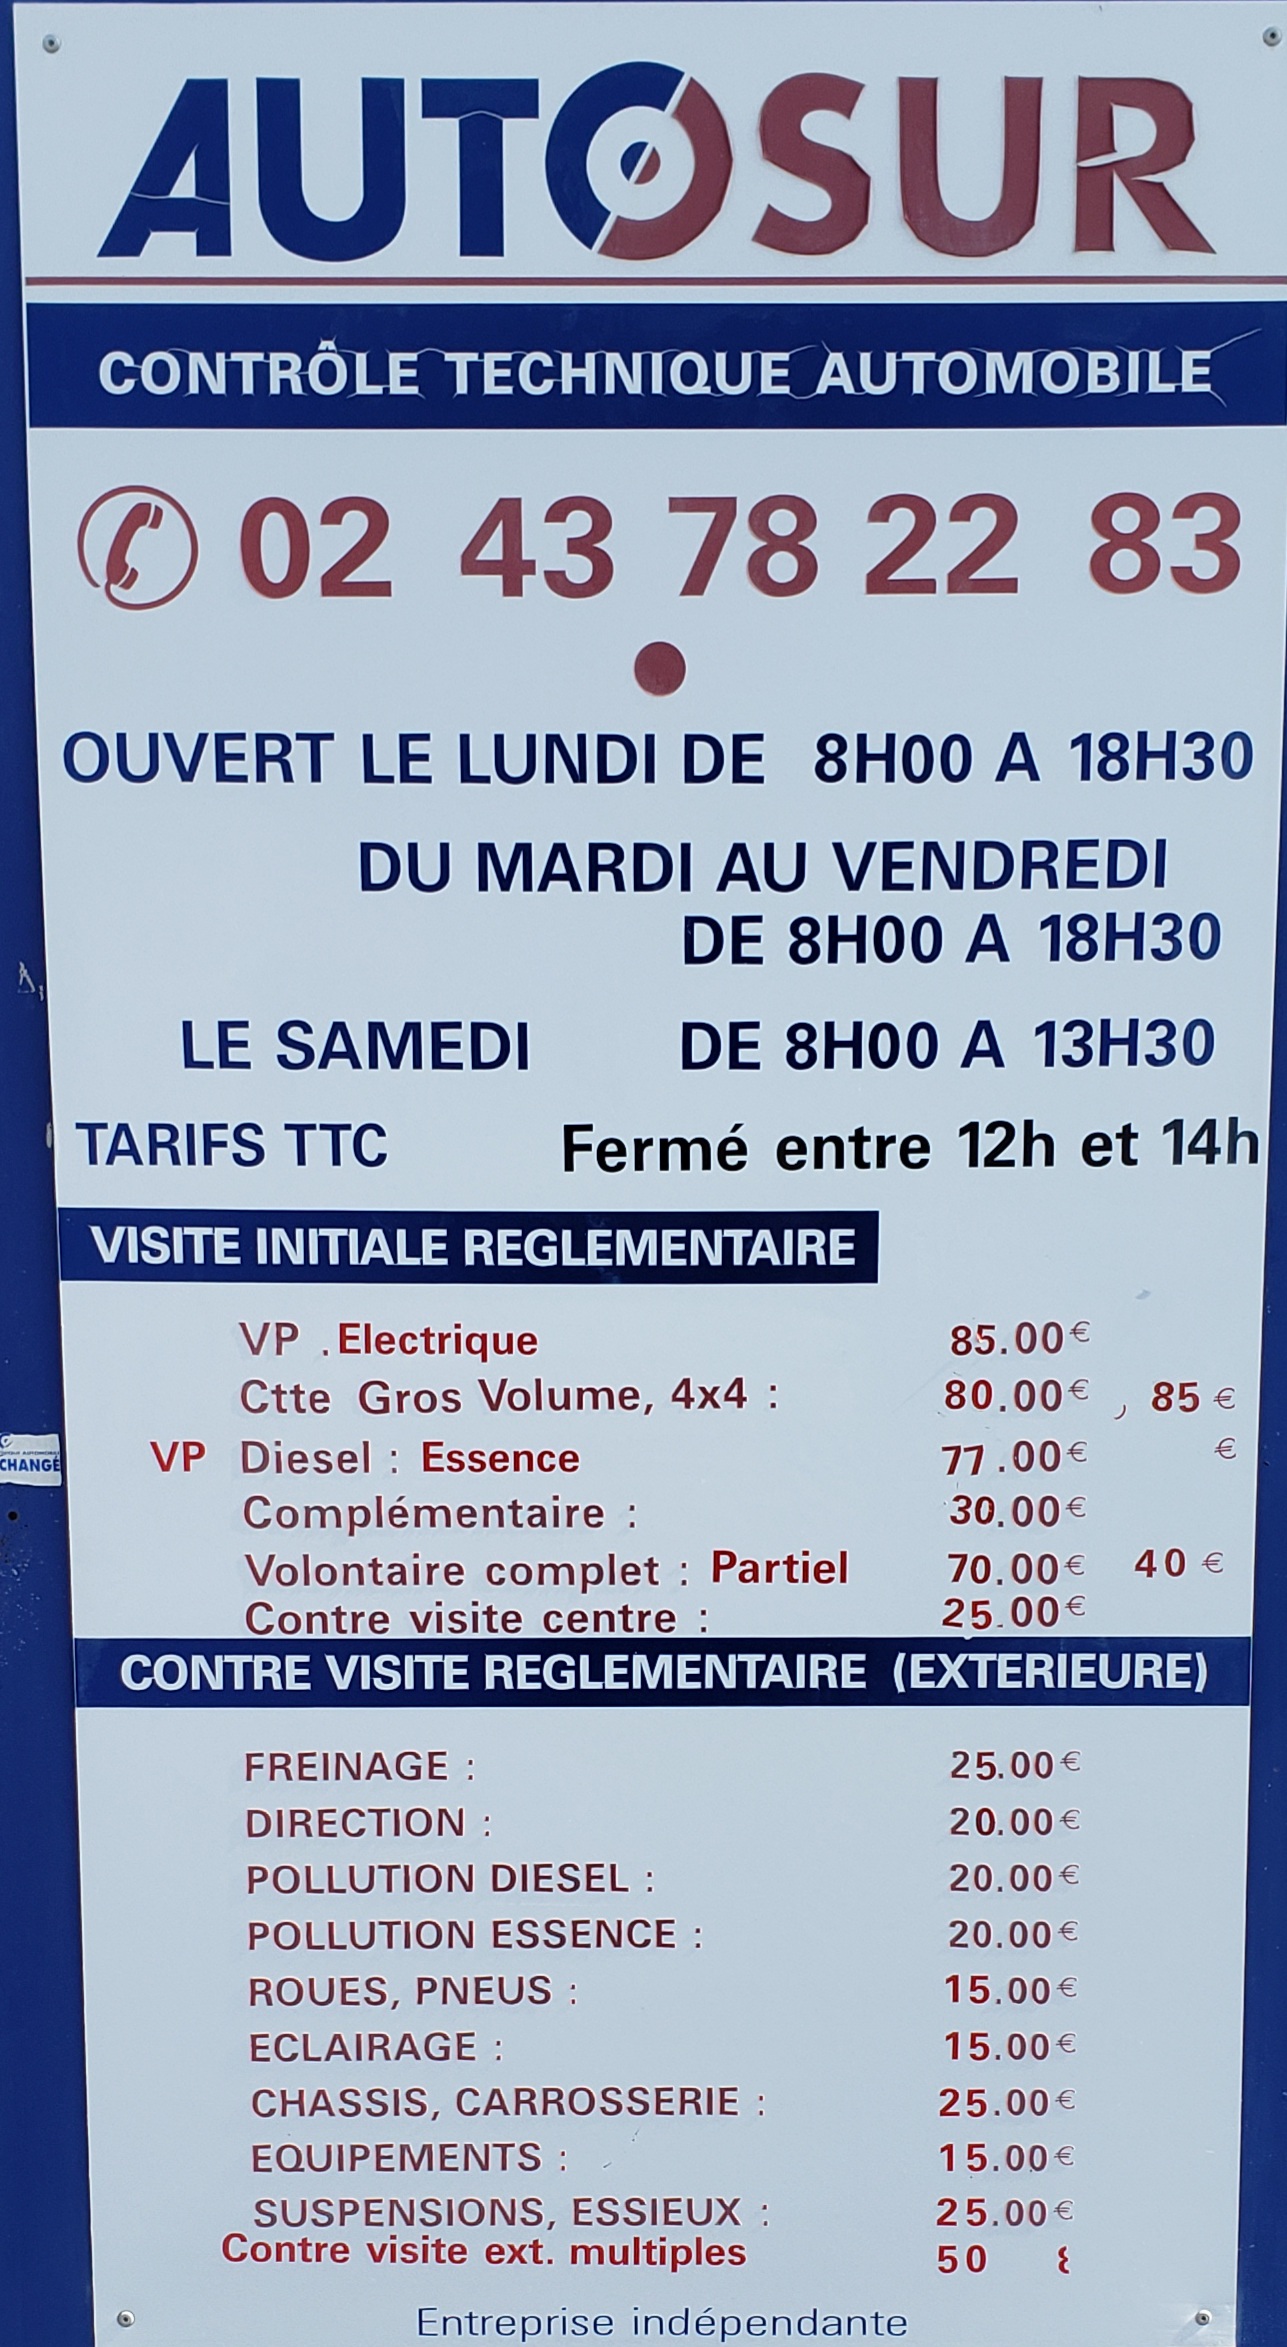 AUTOSUR
CONTRÔLE TECHNIQUE AUTOMOBILE
02 43 78 22 83
OUVERT LE LUNDI DE 8H00 A 18H30
DU MARDI AU VENDREDI
DE 8H00 A 18H30
LE SAMEDI DE 8H00 A 13H30
TARIFS TTC Fermé entre 12h et 14h
VISITE INITIALE REGLEMENTAIRE
VP . Electrique 85.00€
Ctte Gros Volume, 4x4 : 80.00€ , 85 €
VP Diesel : Essence 77.00€ €
CHANGE
Complémentaire : 30.00€
Volontaire complet : Partiel 70.00€ 40 €
Contre visite centre : 25.00€
CONTRE VISITE REGLEMENTAIRE (EXTERIEURE)
FREINAGE : 25.00€
DIRECTION : 20.00€
POLLUTION DIESEL : 20.00€
POLLUTION ESSENCE : 20.00€
ROUES, PNEUS : 15.00€
ECLAIRAGE : 15.00€
CHASSIS, CARROSSERIE : 25.00€
EQUIPEMENTS : 15.00€
SUSPENSIONS, ESSIEUX : 25.00€
Contre visite ext. multiples 50
Entreprise indépendante